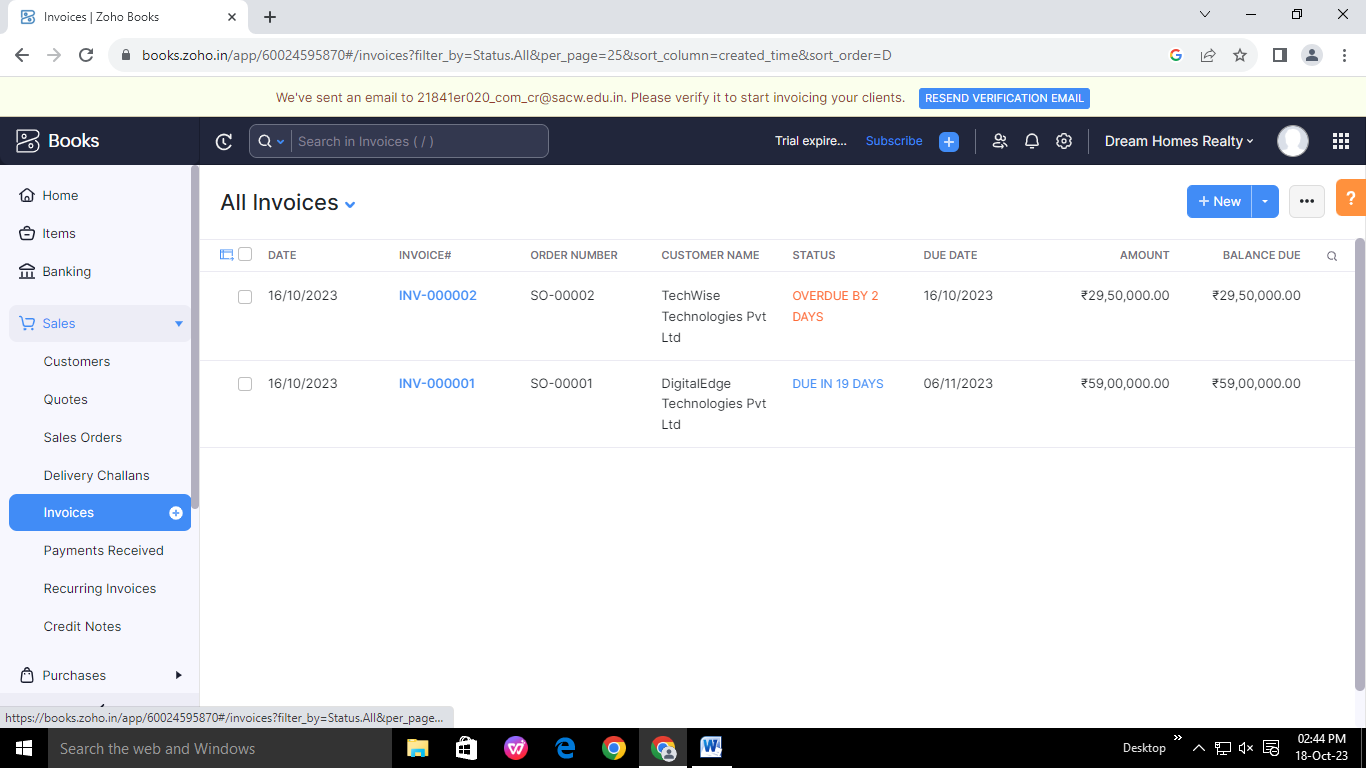 Invoices | Zoho Books
books.zoho.in/app/60024595870#/invoices?filter_by=Status.All&per_page=25&sort_column=created_time&sort_order=D
We've sent an email to 21841er020_com_cr@sacw.edu.in. Please verify it to start invoicing your clients. RESEND VERIFICATION EMAIL
Books
Search in Invoices ( / )
Trial expire... Subscribe
Dream Homes Realty
Home
Items
Banking
Sales
Customers
Quotes
Sales Orders
Delivery Challans
Invoices
Payments Received
Recurring Invoices
Credit Notes
Purchases
All Invoices
+ New
?
DATE INVOICE# ORDER NUMBER CUSTOMER NAME STATUS DUE DATE AMOUNT BALANCE DUE
16/10/2023 INV-000002 SO-00002 TechWise OVERDUE BY 2 16/10/2023 ₹29,50,000.00 ₹29,50,000.00
Technologies Pvt DAYS
Ltd
16/10/2023 INV-000001 SO-00001 DigitalEdge DUE IN 19 DAYS 06/11/2023 ₹59,00,000.00 ₹59,00,000.00
Technologies Pvt
Ltd
https://books.zoho.in/app/60024595870#/invoices?filter_by=Status.All&per_page...
Search the web and Windows
Desktop
02:44 PM
18-Oct-23